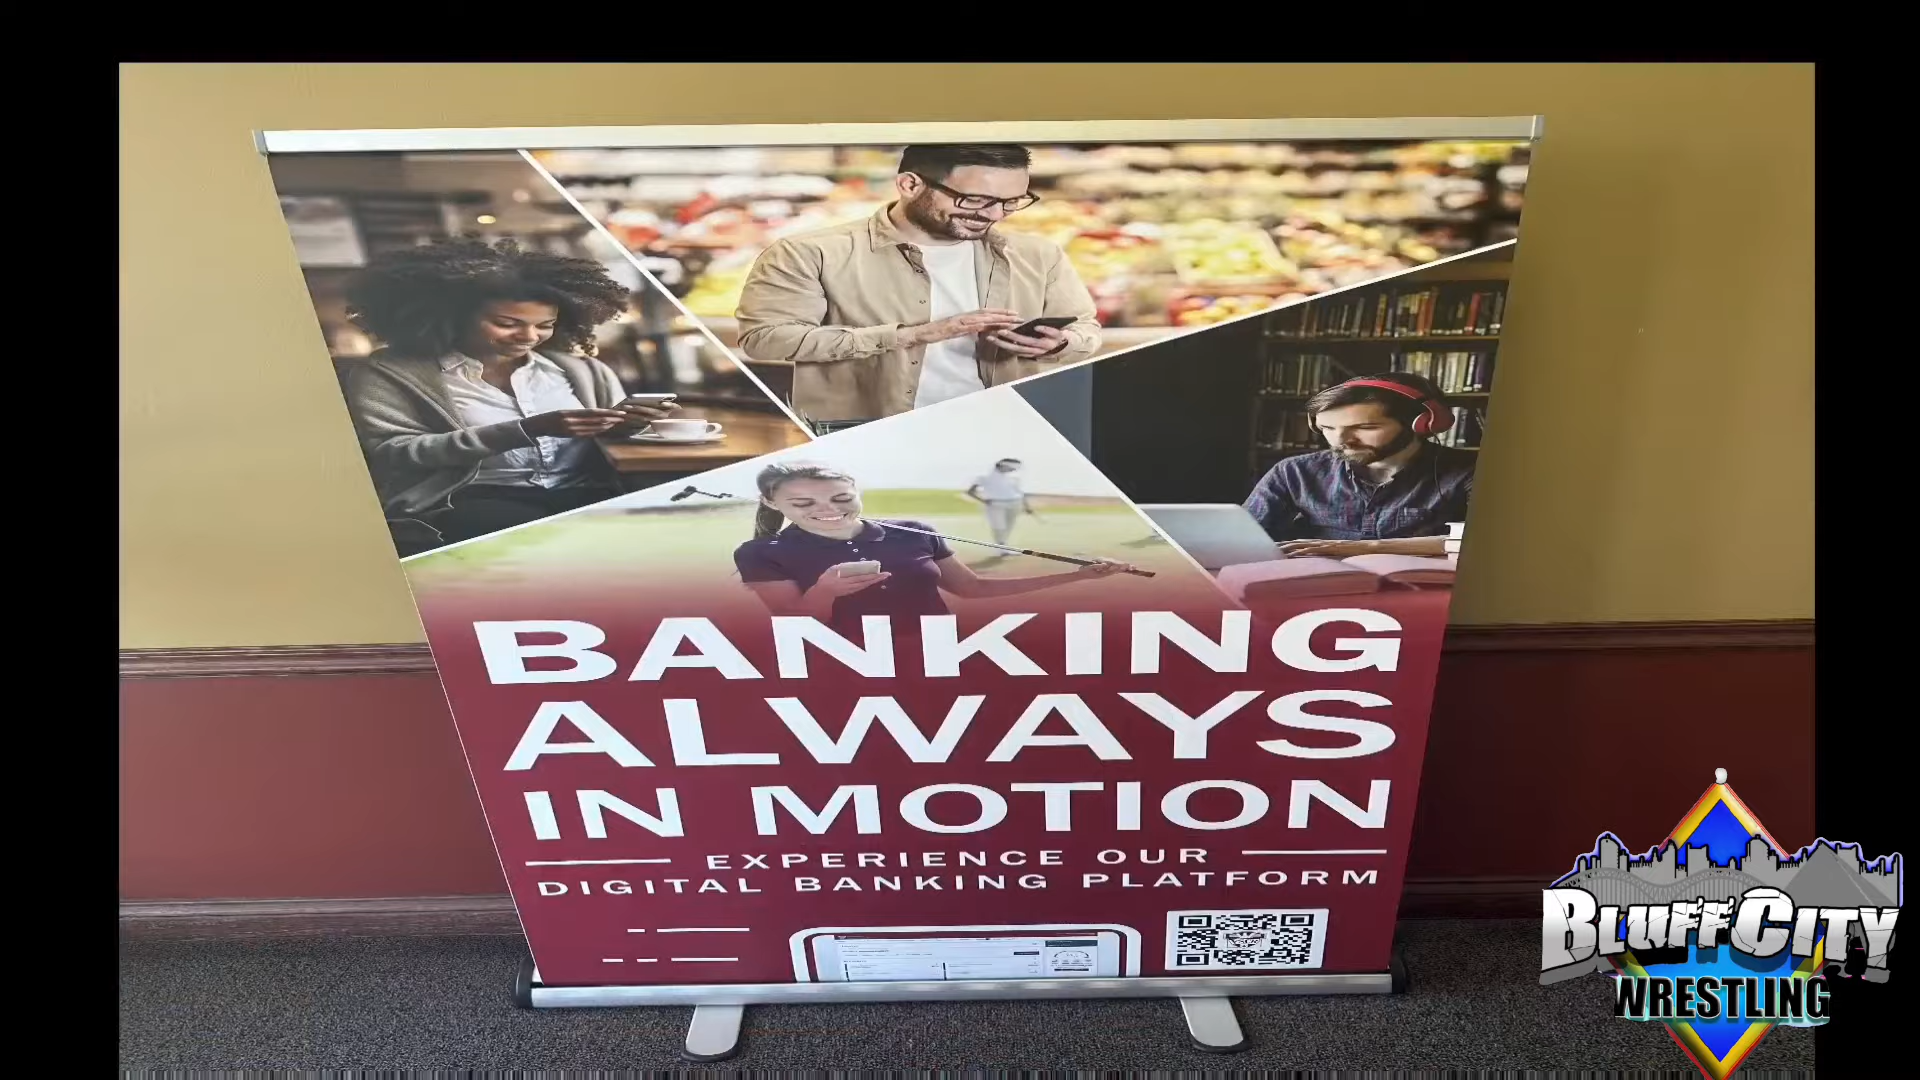 BANKING
ALWAYS
IN MOTION
EXPERIENCE OUR
DIGITAL BANKING PLATFORM
BLUFF CITY
WRESTLING